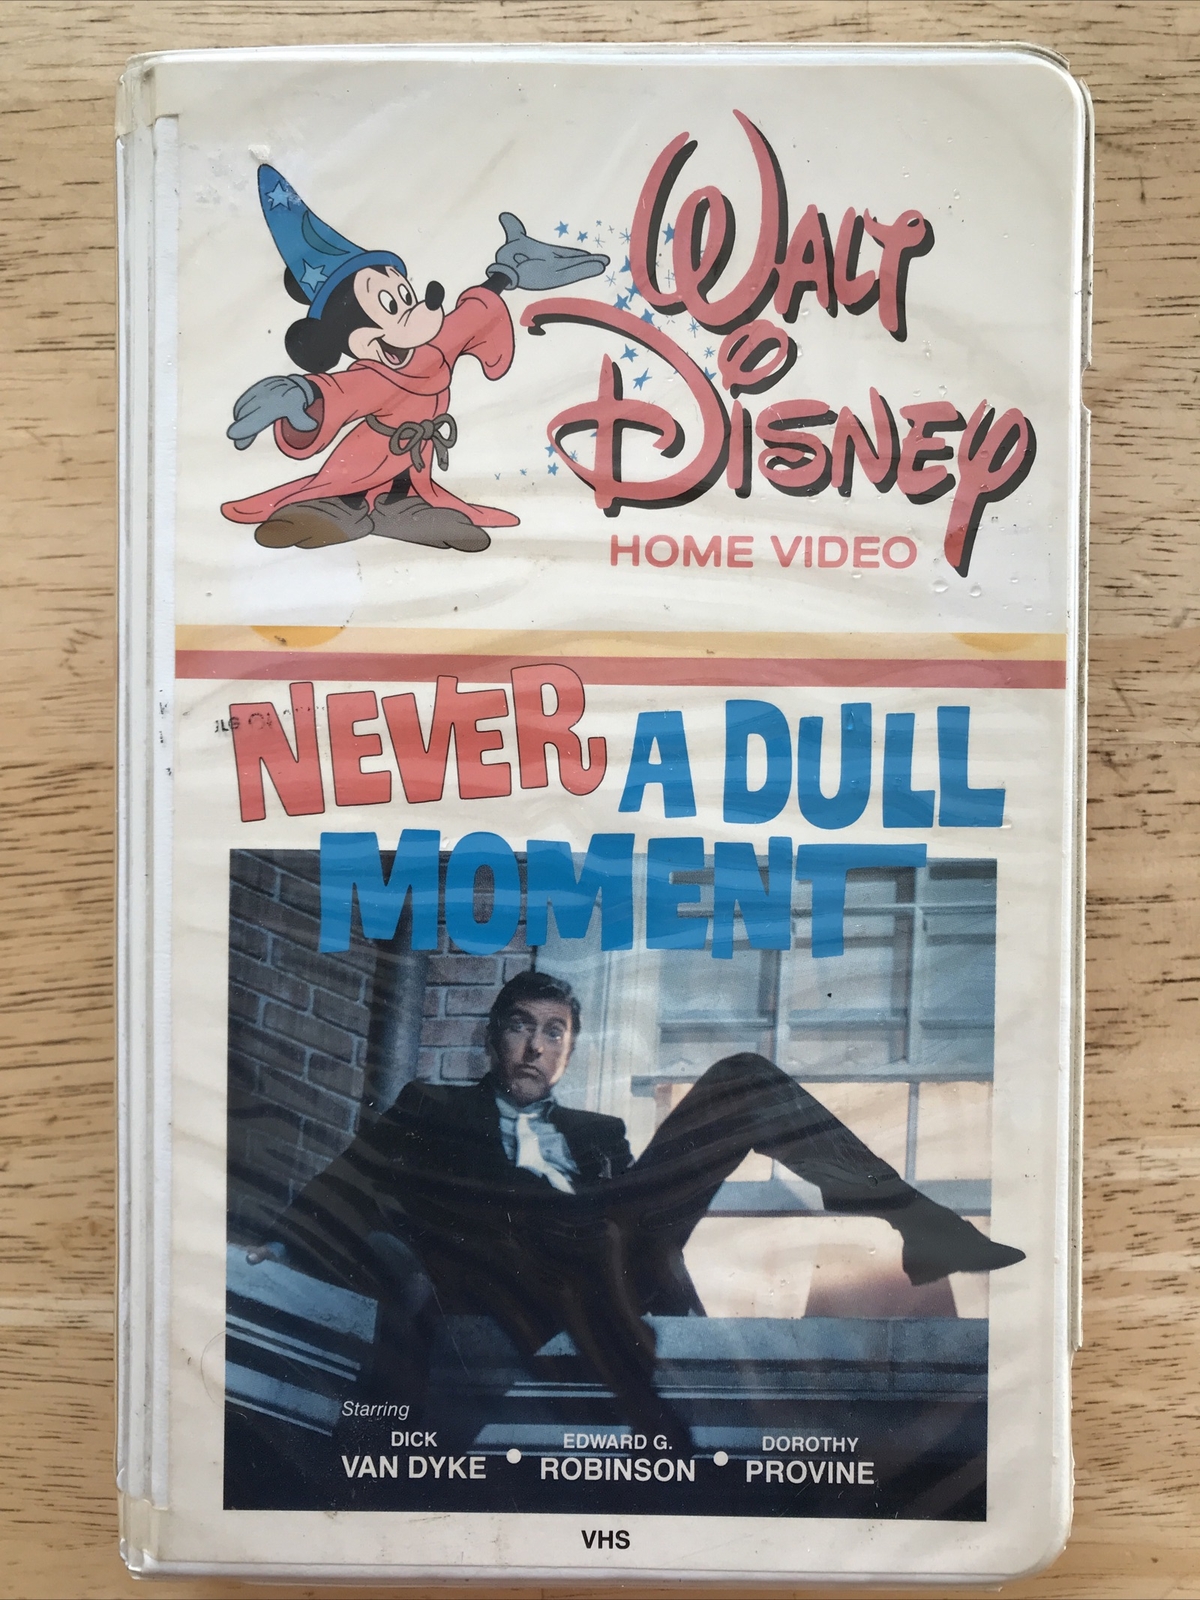 WALT
DISNEY
HOME VIDEO
NEVER A DULL
MOMENT
Starring
DICK VAN DYKE • EDWARD G. ROBINSON • DOROTHY PROVINE
VHS